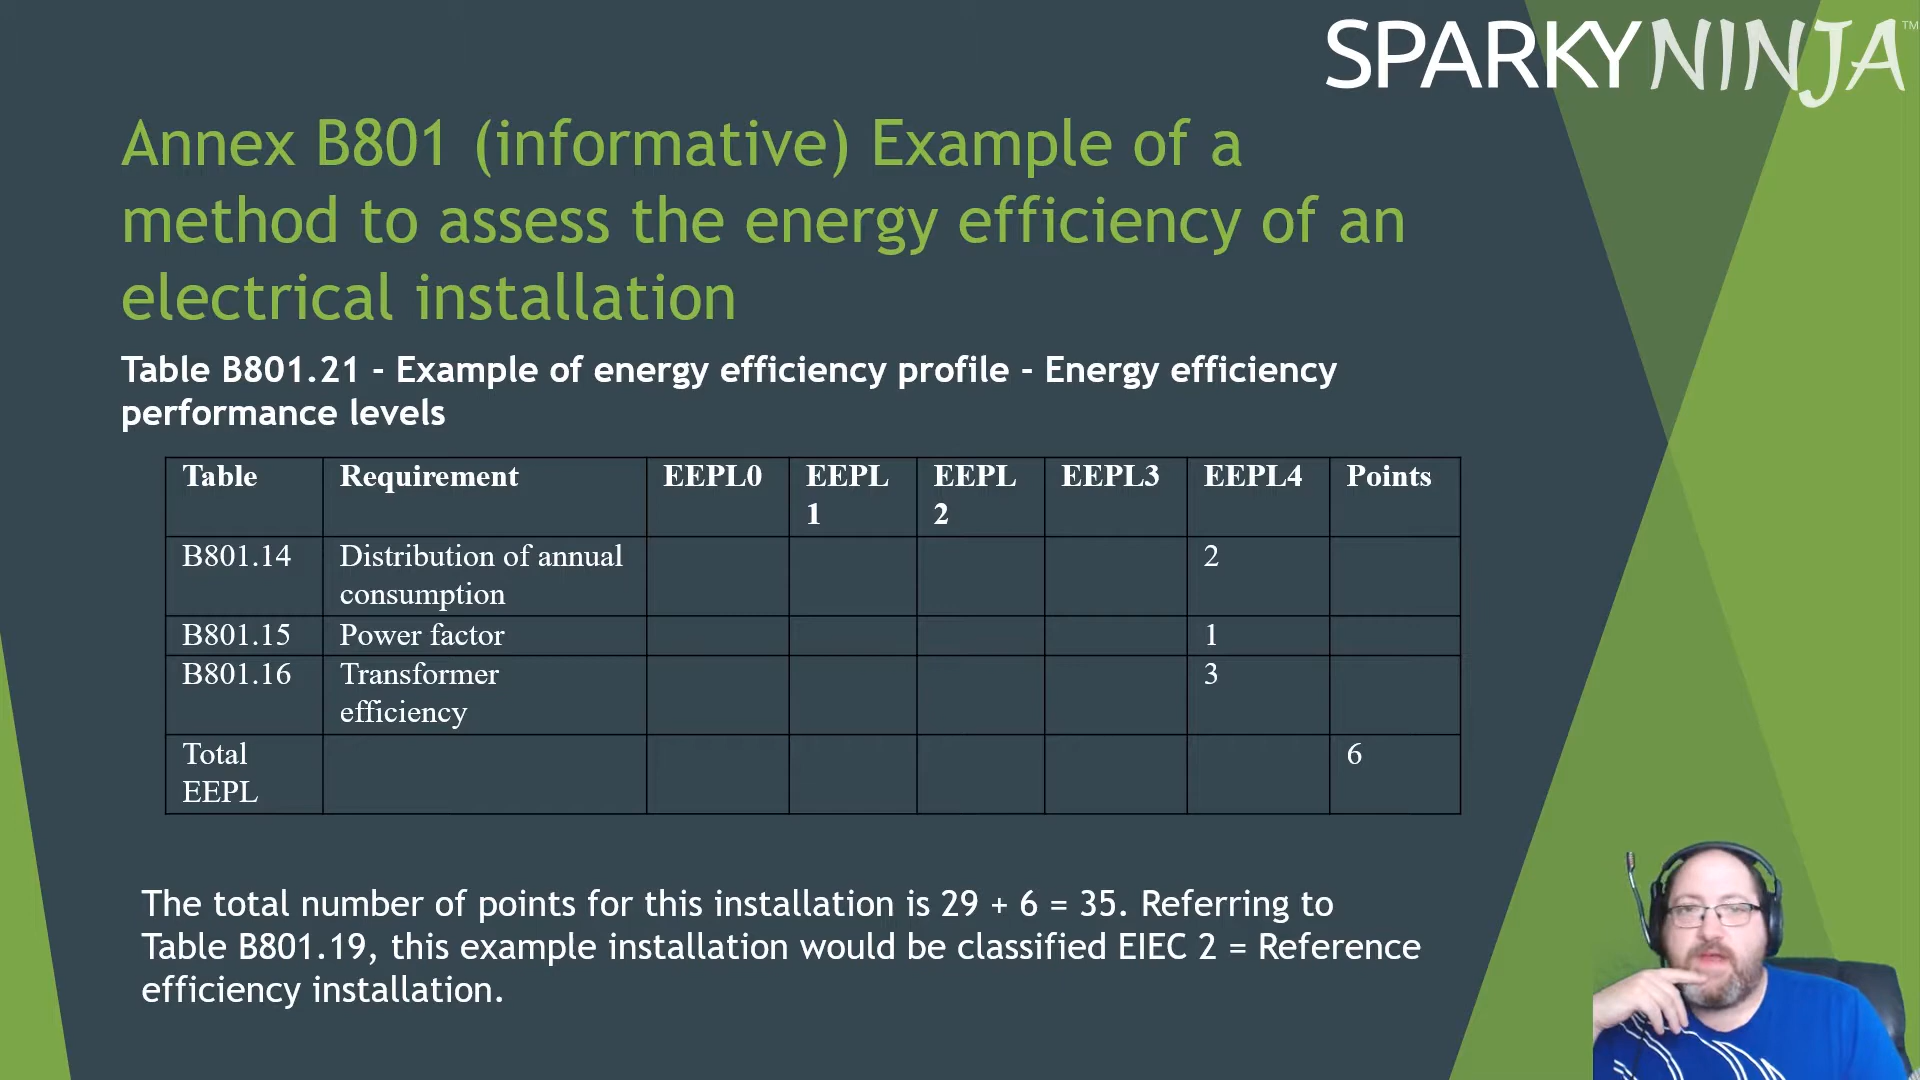 SPARKYNINJA™
Annex B801 (informative) Example of a
method to assess the energy efficiency of an
electrical installation
Table B801.21 - Example of energy efficiency profile - Energy efficiency
performance levels
Table Requirement EEPL0 EEPL EEPL EEPL3 EEPL4 Points
1 2
B801.14 Distribution of annual 2
consumption
B801.15 Power factor 1
B801.16 Transformer 3
efficiency
Total 6
EEPL
The total number of points for this installation is 29 + 6 = 35. Referring to
Table B801.19, this example installation would be classified EIEC 2 = Reference
efficiency installation.